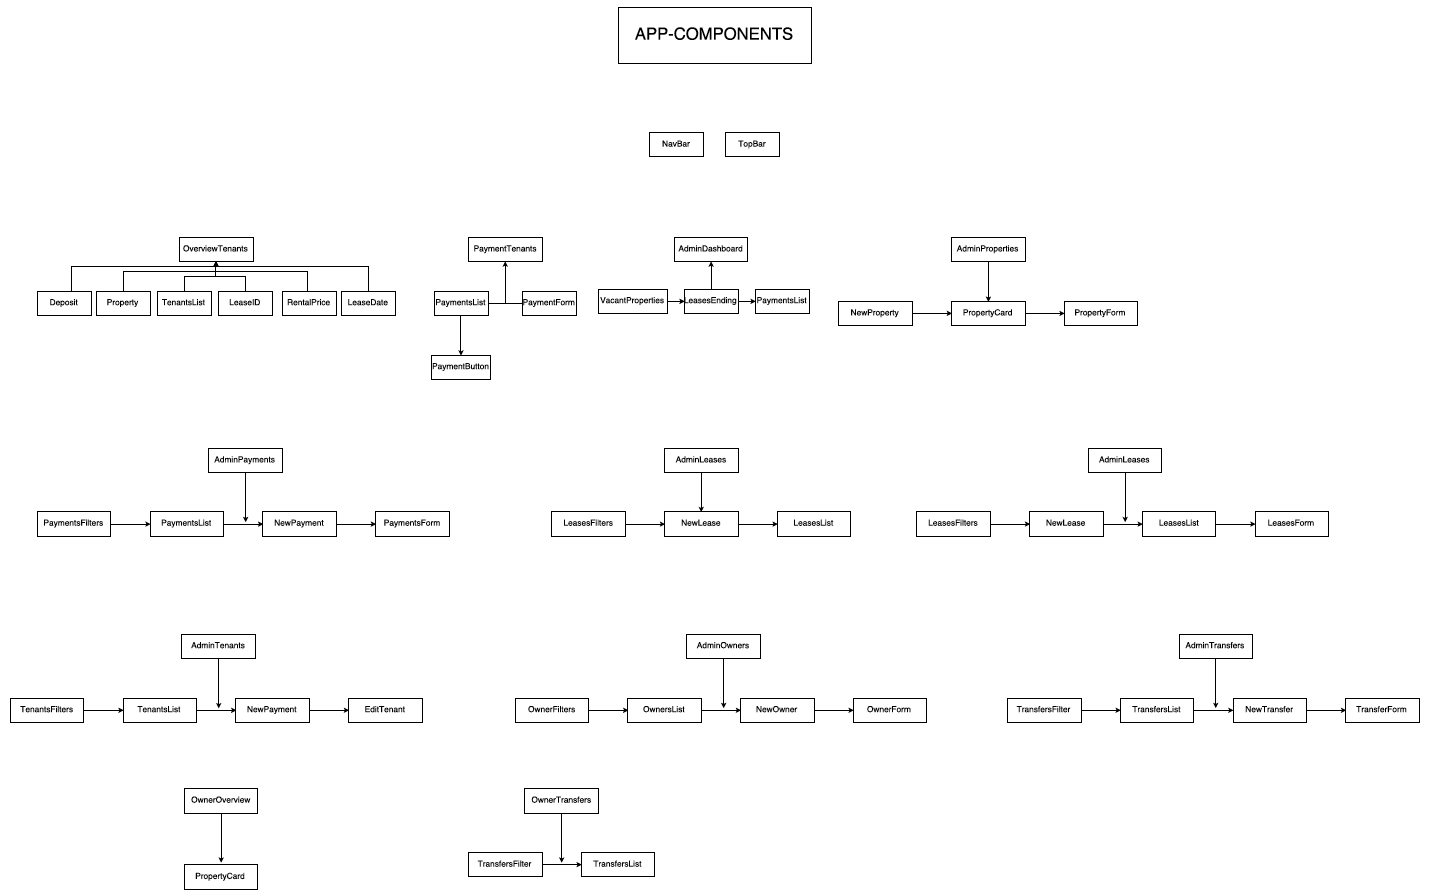 APP-COMPONENTS
NavBar
TopBar
OverviewTenants
PaymentTenants
AdminDashboard
AdminProperties
Deposit
Property
TenantsList
LeaseID
RentalPrice
LeaseDate
PaymentsList
PaymentForm
VacantProperties
LeasesEnding
PaymentsList
NewProperty
PropertyCard
PropertyForm
PaymentButton
AdminPayments
AdminLeases
AdminLeases
PaymentsFilters
PaymentsList
NewPayment
PaymentsForm
LeasesFilters
NewLease
LeasesList
LeasesFilters
NewLease
LeasesList
LeasesForm
AdminTenants
AdminOwners
AdminTransfers
TenantsFilters
TenantsList
NewPayment
EditTenant
OwnerFilters
OwnersList
NewOwner
OwnerForm
TransfersFilter
TransfersList
NewTransfer
TransferForm
OwnerOverview
OwnerTransfers
PropertyCard
TransfersFilter
TransfersList